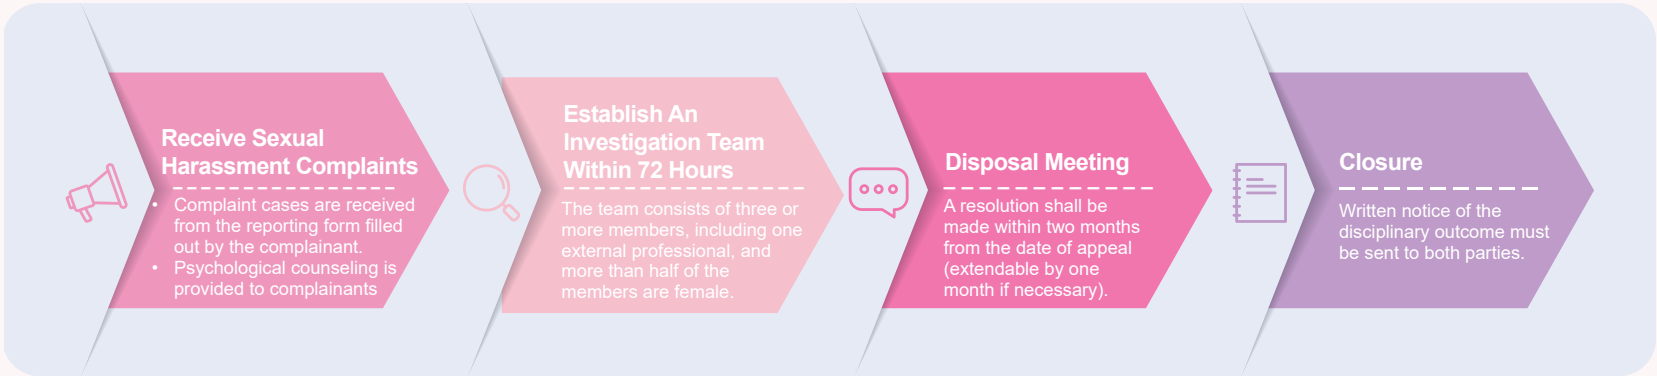 Receive Sexual
Harassment Complaints
• Complaint cases are received
from the reporting form filled
out by the complainant.
• Psychological counseling is
provided to complainants
Establish An
Investigation Team
Within 72 Hours
The team consists of three or
more members, including one
external professional, and
more than half of the
members are female.
Disposal Meeting
A resolution shall be
made within two months
from the date of appeal
(extendable by one
month if necessary).
Closure
Written notice of the
disciplinary outcome must
be sent to both parties.